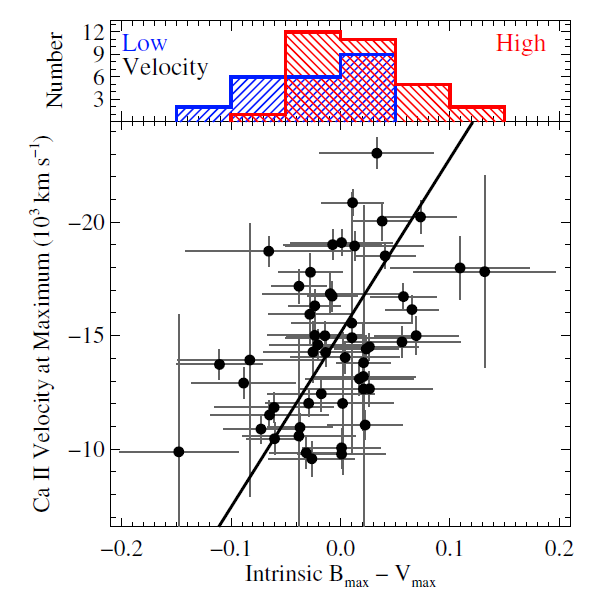 12
9
6
3
Number
Low
Velocity
High
−20
−15
−10
Ca II Velocity at Maximum (10³ km s⁻¹)
−0.2 −0.1 0.0 0.1 0.2
Intrinsic Bmax − Vmax